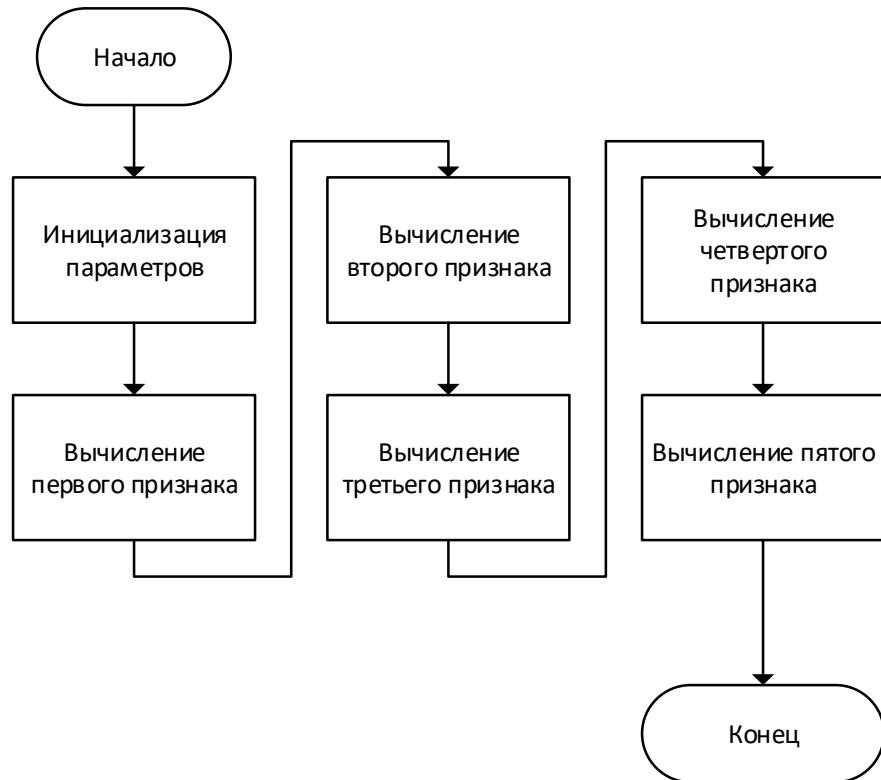 Начало
Инициализация
параметров
Вычисление
первого признака
Вычисление
второго признака
Вычисление
третьего признака
Вычисление
четвертого
признака
Вычисление пятого
признака
Конец